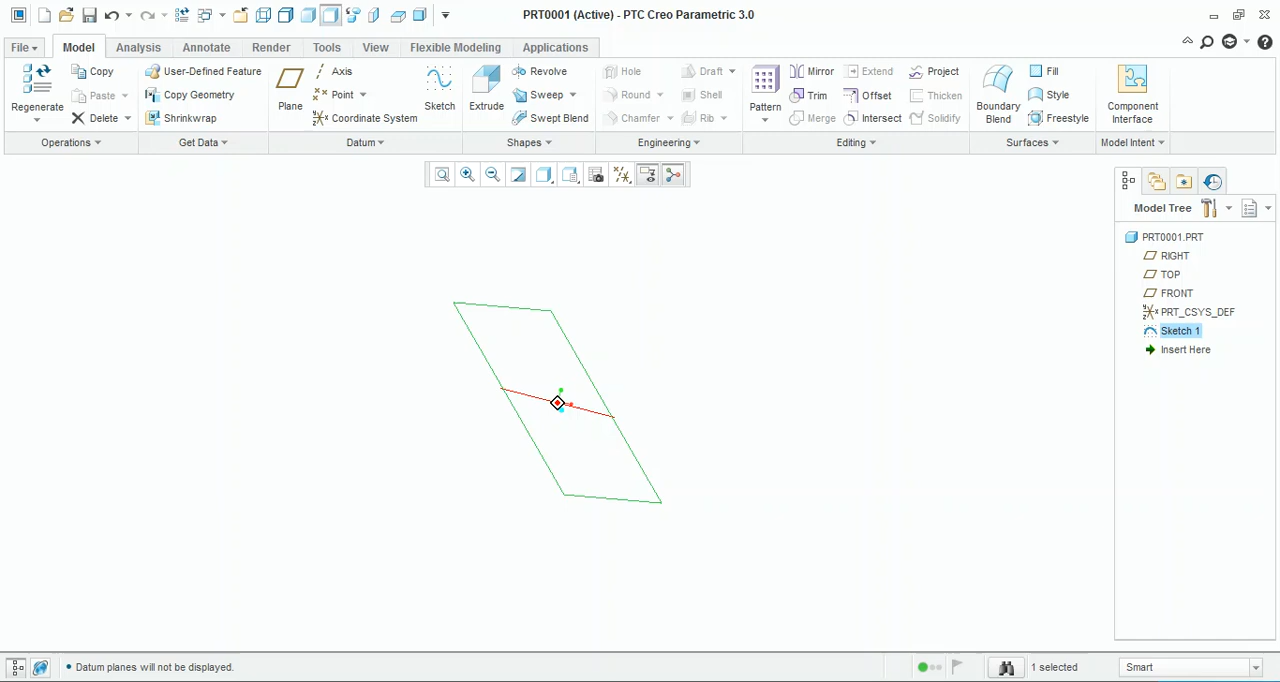 PRT0001 (Active) - PTC Creo Parametric 3.0
File Model Analysis Annotate Render Tools View Flexible Modeling Applications
Regenerate Copy Paste Delete Operations
User-Defined Feature Copy Geometry Shrinkwrap Get Data
Plane Axis Point Coordinate System Sketch Datum
Extrude Revolve Sweep Swept Blend Shapes
Hole Round Chamfer Draft Shell Rib Engineering
Pattern Mirror Trim Merge Extend Offset Intersect Project Thicken Solidify Editing
Boundary Blend Fill Style Freestyle Surfaces
Component Interface Model Intent
Model Tree
PRT0001.PRT
RIGHT
TOP
FRONT
PRT_CSYS_DEF
Sketch 1
Insert Here
Datum planes will not be displayed.
1 selected
Smart